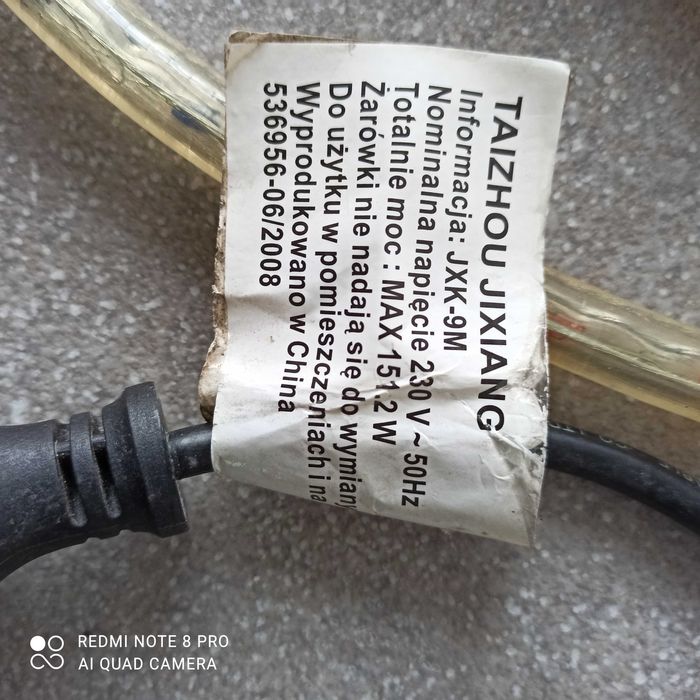 TAIZHOU JIXIANG
Informacja: JXK-9M
Nominalna napięcie 230 V ~ 50Hz
Totalnie moc : MAX 151.2 W
Żarówki nie nadają się do wymiany
Do użytku w pomieszczeniach i na
Wyprodukowano w China
536956-06/2008
REDMI NOTE 8 PRO
AI QUAD CAMERA